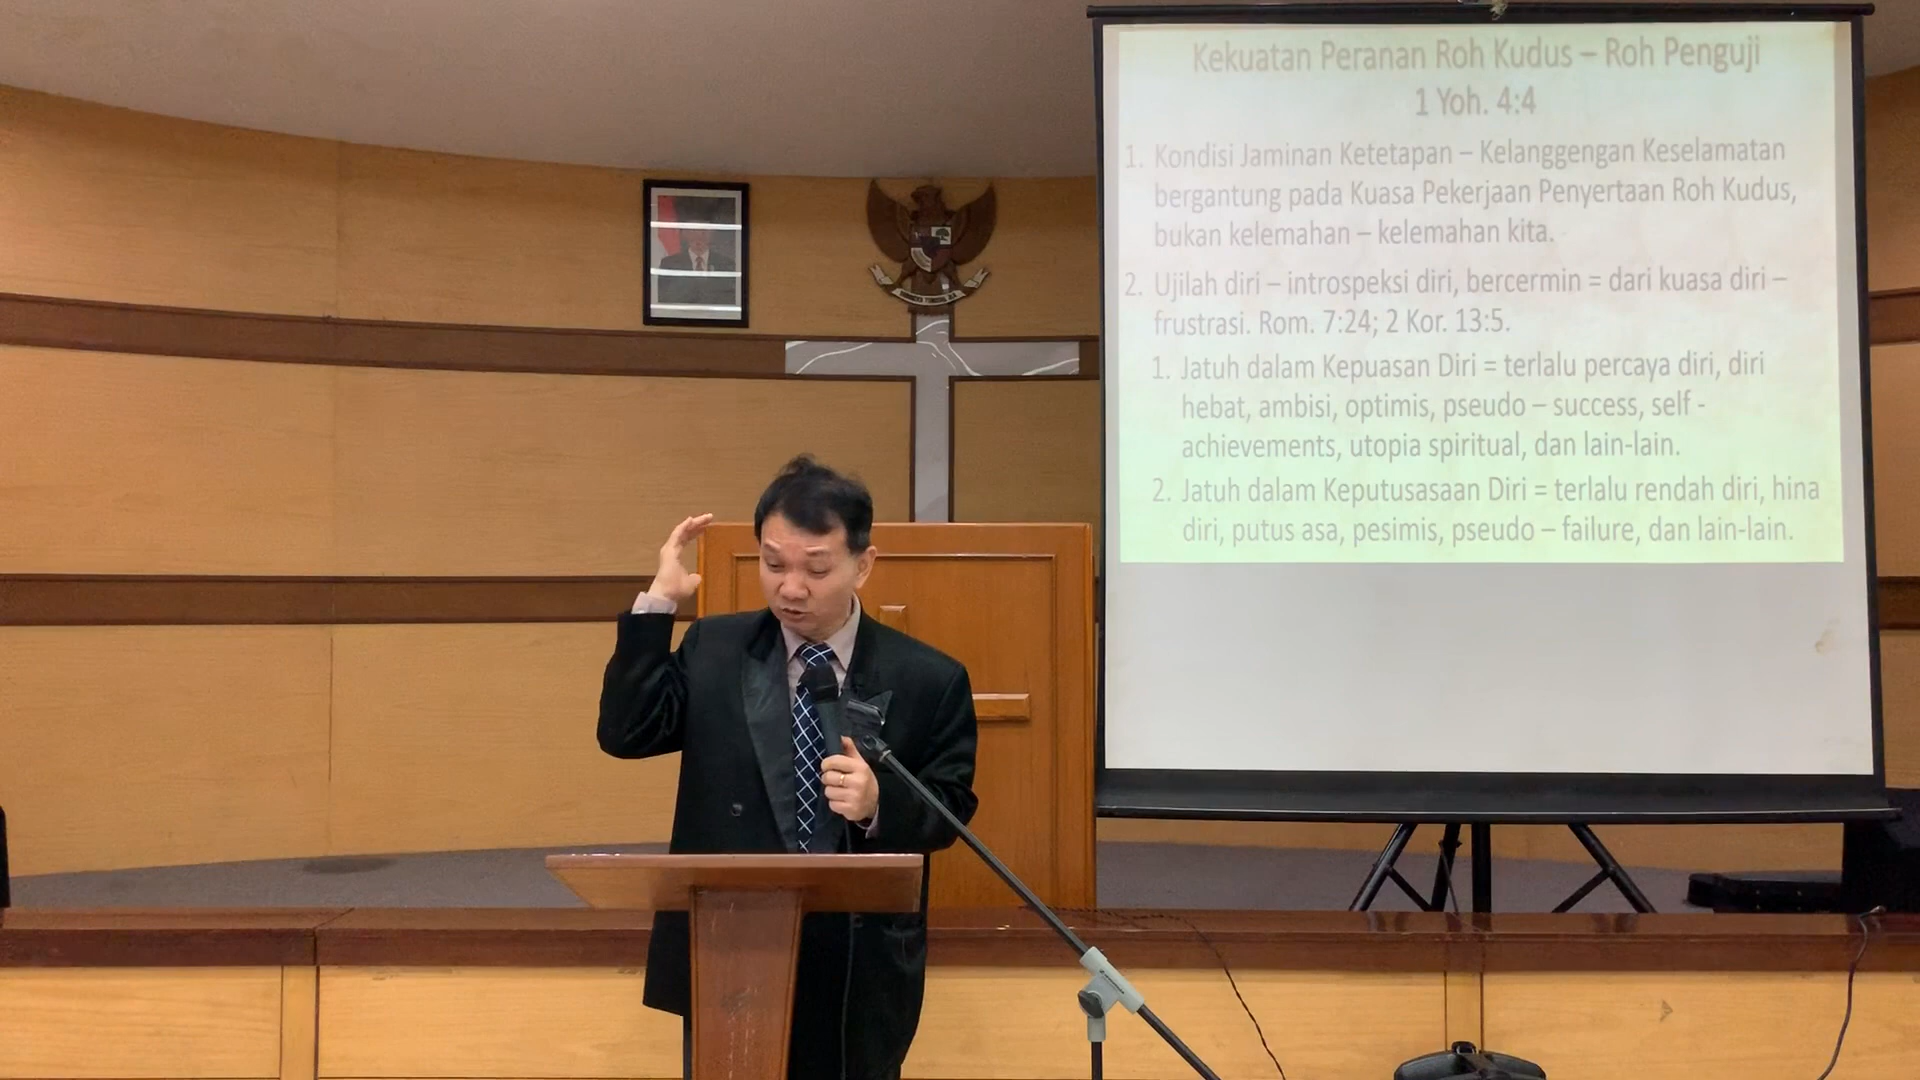 Kekuatan Peranan Roh Kudus – Roh Penguji
1 Yoh. 4:4
1. Kondisi Jaminan Ketetapan – Kelanggengan Keselamatan
bergantung pada Kuasa Pekerjaan Penyertaan Roh Kudus,
bukan kelemahan – kelemahan kita.
2. Ujilah diri – introspeksi diri, bercermin = dari kuasa diri –
frustrasi. Rom. 7:24; 2 Kor. 13:5.
1. Jatuh dalam Kepuasan Diri = terlalu percaya diri, diri
hebat, ambisi, optimis, pseudo – success, self -
achievements, utopia spiritual, dan lain-lain.
2. Jatuh dalam Keputusasaan Diri = terlalu rendah diri, hina
diri, putus asa, pesimis, pseudo – failure, dan lain-lain.